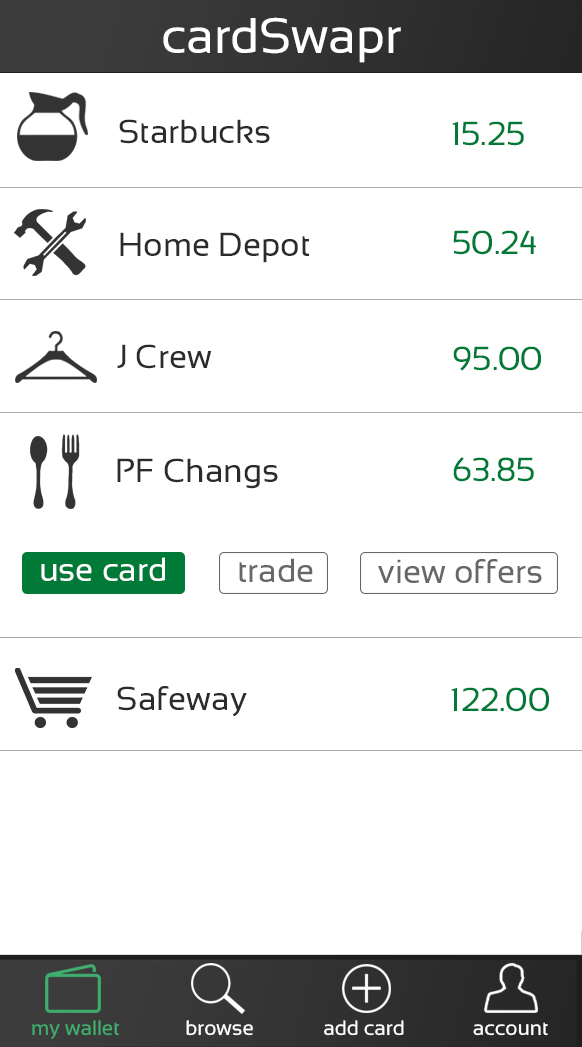 cardSwapr
Starbucks 15.25
Home Depot 50.24
J Crew 95.00
PF Changs 63.85
use card trade view offers
Safeway 122.00
my wallet browse add card account